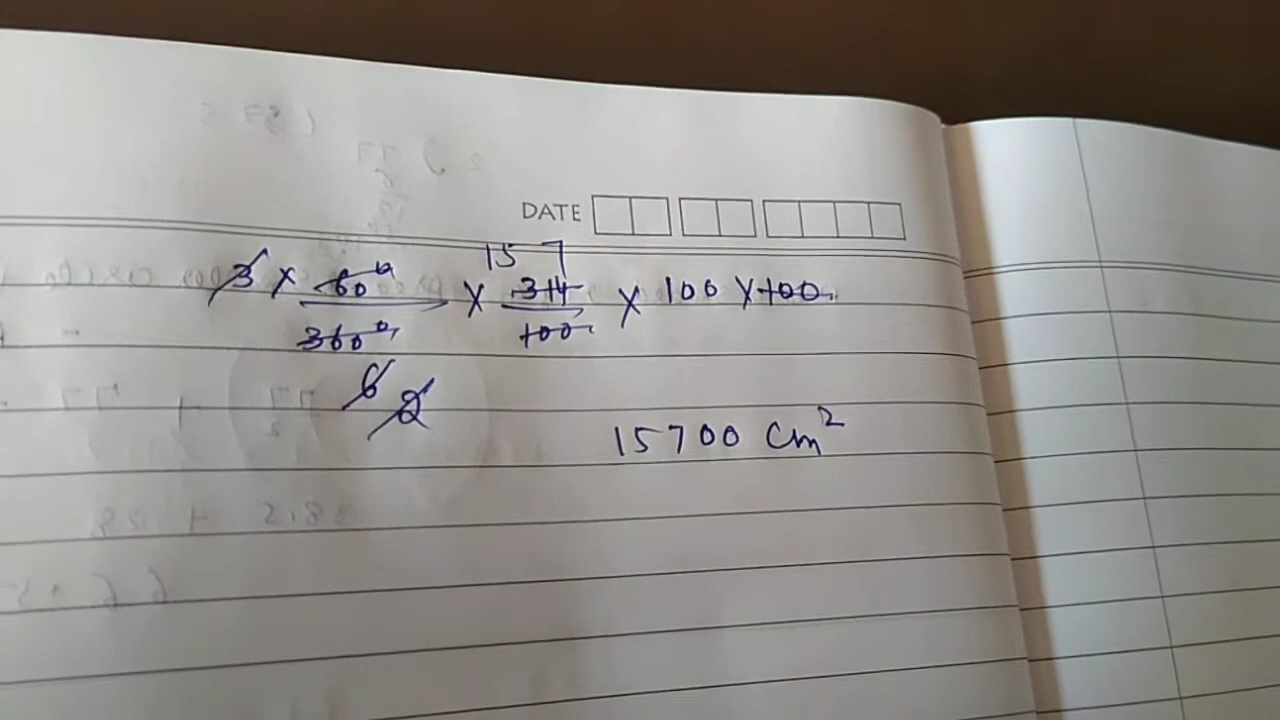 DATE
15 7
3 × 60° × 314 × 100 × 100
360° 100
6 2
15700 cm²